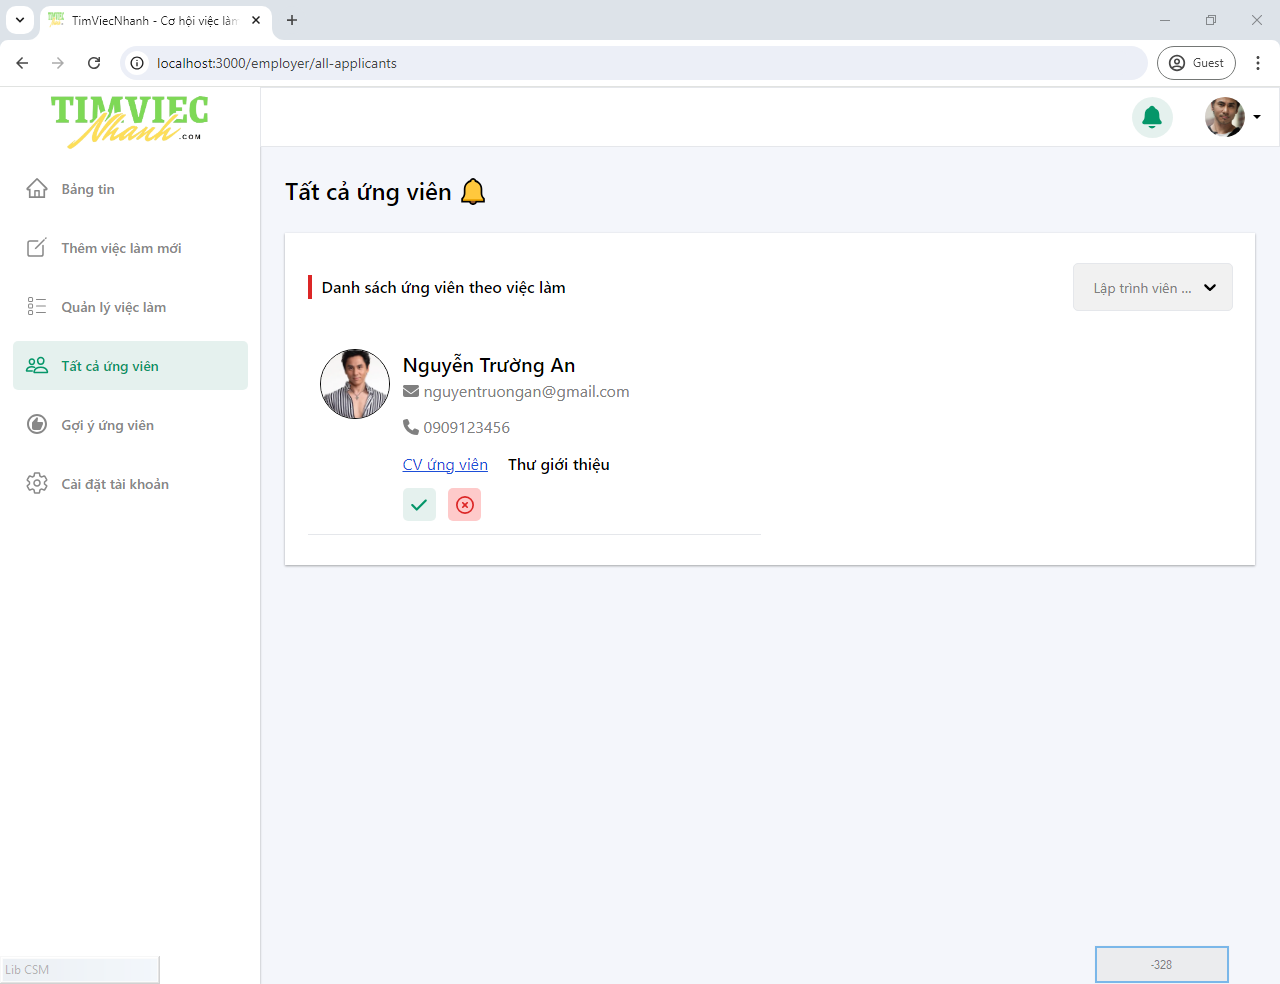 TimViecNhanh - Cơ hội việc làm
localhost:3000/employer/all-applicants
Guest
TIMVIEC
Nhanh
.COM
Bảng tin
Thêm việc làm mới
Quản lý việc làm
Tất cả ứng viên
Gợi ý ứng viên
Cài đặt tài khoản
Tất cả ứng viên
Danh sách ứng viên theo việc làm
Lập trình viên ...
Nguyễn Trường An
nguyentruongan@gmail.com
0909123456
CV ứng viên Thư giới thiệu
Lib CSM
-328